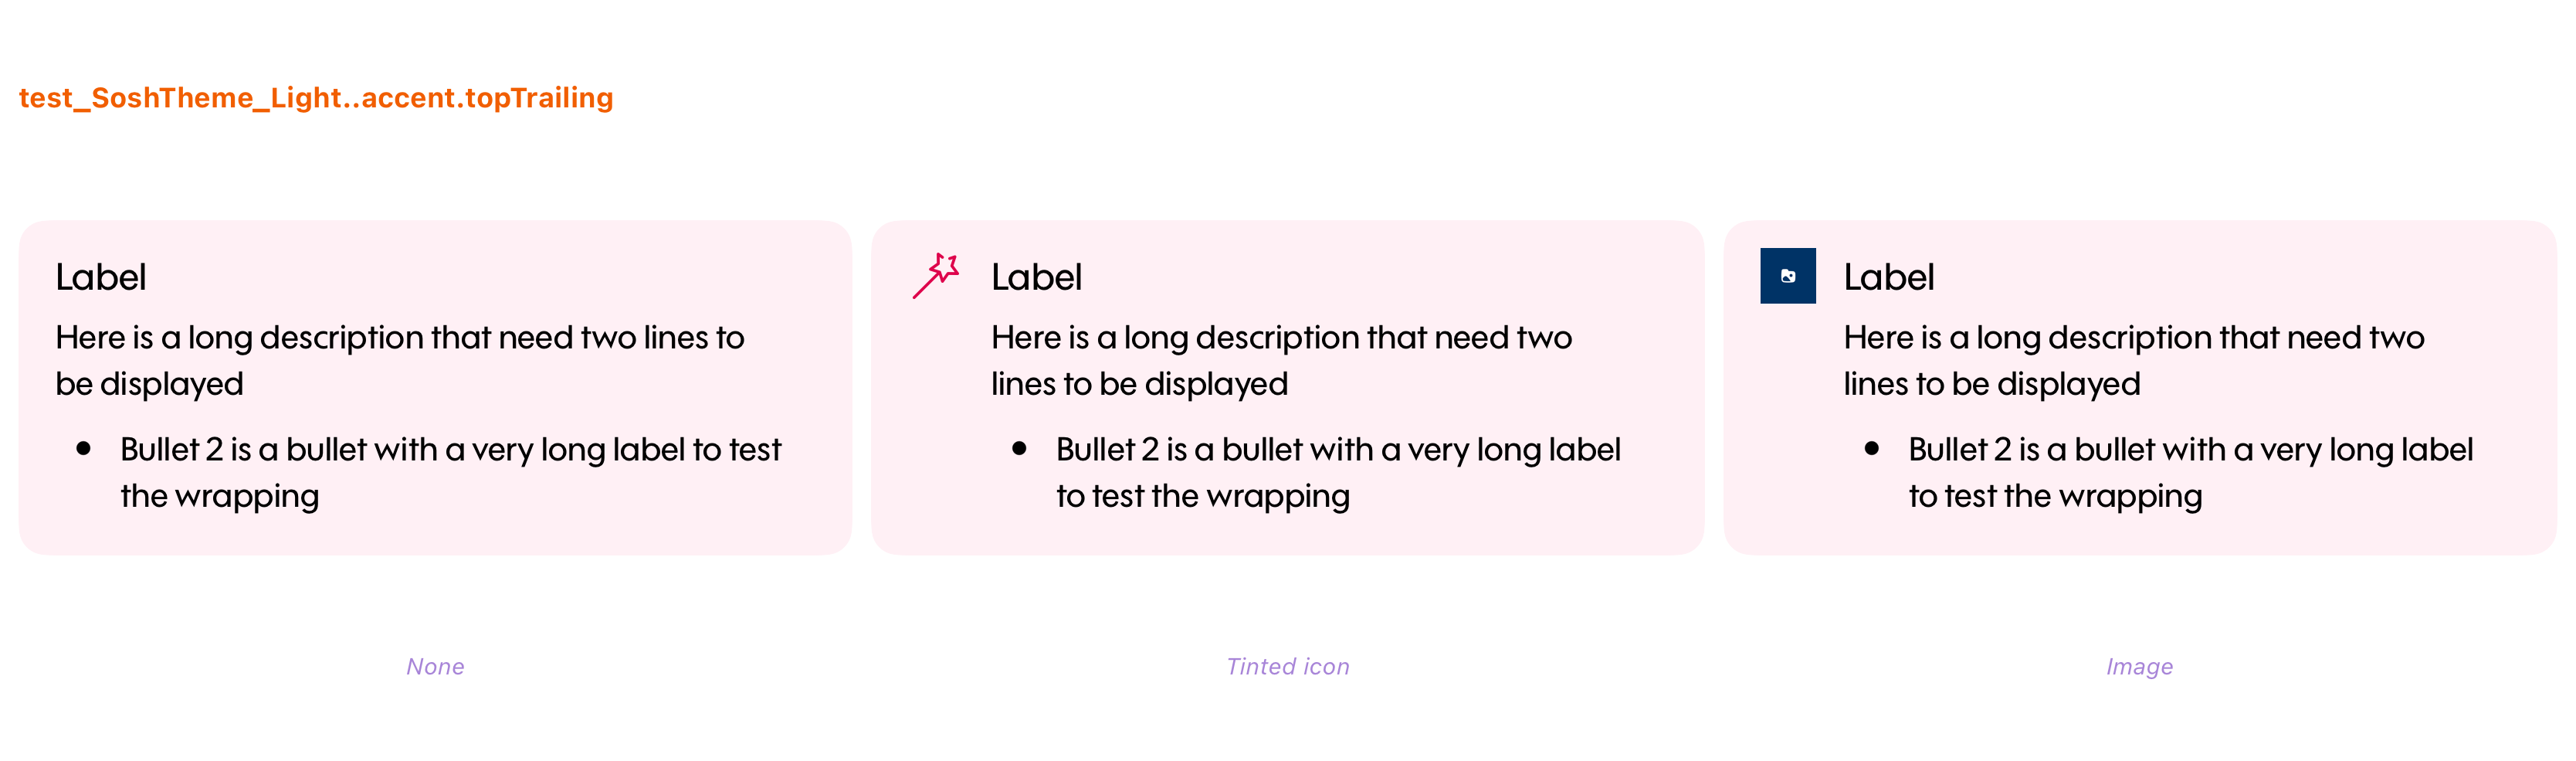 test_SoshTheme_Light..accent.topTrailing
Label
Here is a long description that need two lines to
be displayed
• Bullet 2 is a bullet with a very long label to test
the wrapping
Label
Here is a long description that need two
lines to be displayed
• Bullet 2 is a bullet with a very long label
to test the wrapping
Label
Here is a long description that need two
lines to be displayed
• Bullet 2 is a bullet with a very long label
to test the wrapping
None
Tinted icon
Image